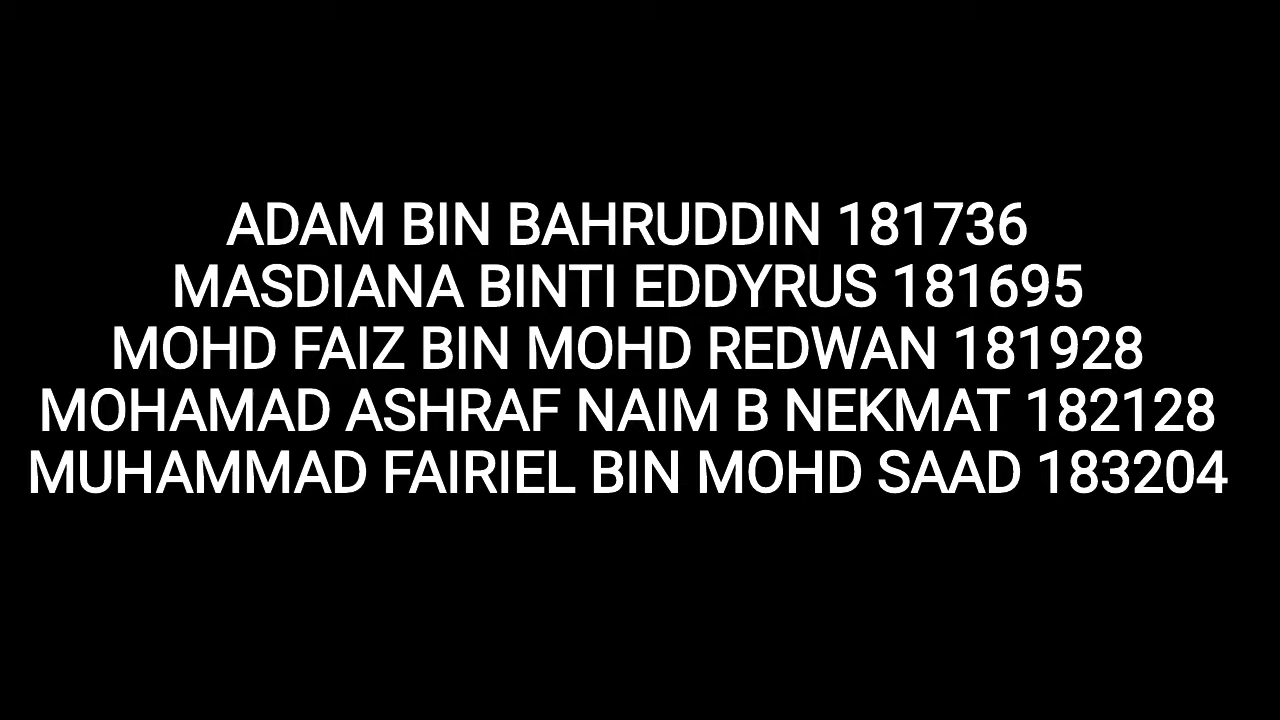 ADAM BIN BAHRUDDIN 181736
MASDIANA BINTI EDDYRUS 181695
MOHD FAIZ BIN MOHD REDWAN 181928
MOHAMAD ASHRAF NAIM B NEKMAT 182128
MUHAMMAD FAIRIEL BIN MOHD SAAD 183204